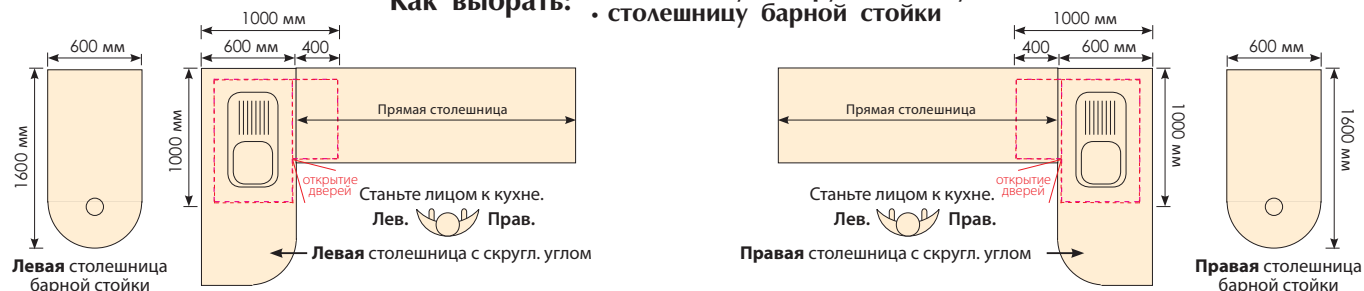 Как выбрать:
• столешницу барной стойки
1000 мм
600 мм
400
600 мм
1600 мм
1000 мм
Прямая столешница
открытие
дверей
Станьте лицом к кухне.
Лев. Прав.
Левая столешница с скругл. углом
Левая столешница
барной стойки
1000 мм
400
600 мм
600 мм
1000 мм
1600 мм
Прямая столешница
открытие
дверей
Станьте лицом к кухне.
Лев. Прав.
Правая столешница с скругл. углом
Правая столешница
барной стойки